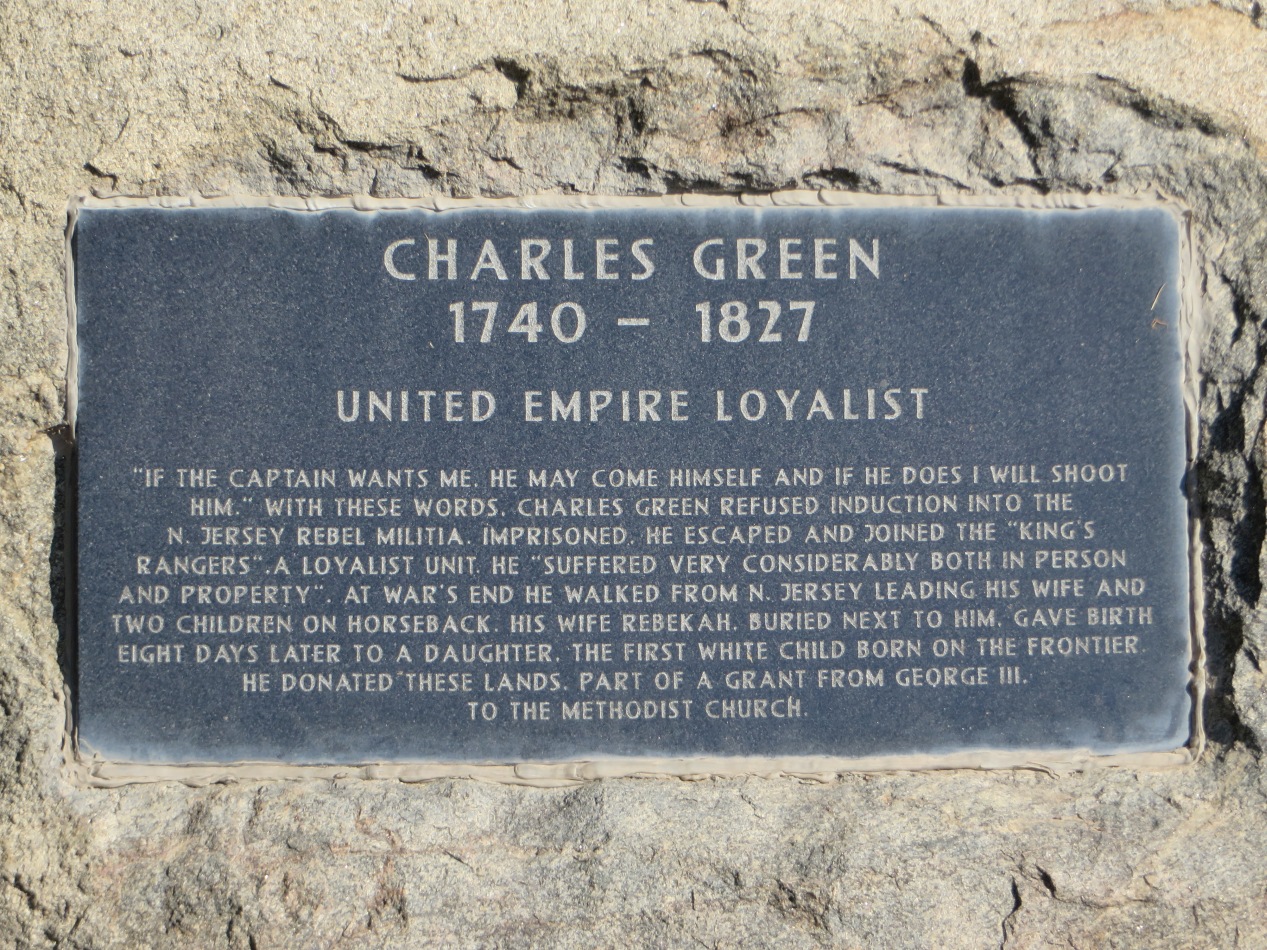 CHARLES GREEN
1740 – 1827
UNITED EMPIRE LOYALIST
"IF THE CAPTAIN WANTS ME, HE MAY COME HIMSELF AND IF HE DOES I WILL SHOOT
HIM." WITH THESE WORDS, CHARLES GREEN REFUSED INDUCTION INTO THE
N. JERSEY REBEL MILITIA. IMPRISONED, HE ESCAPED AND JOINED THE "KING'S
RANGERS", A LOYALIST UNIT. HE "SUFFERED VERY CONSIDERABLY BOTH IN PERSON
AND PROPERTY". AT WAR'S END HE WALKED FROM N. JERSEY LEADING HIS WIFE AND
TWO CHILDREN ON HORSEBACK. HIS WIFE REBEKAH, BURIED NEXT TO HIM, GAVE BIRTH
EIGHT DAYS LATER TO A DAUGHTER, THE FIRST WHITE CHILD BORN ON THE FRONTIER.
HE DONATED THESE LANDS, PART OF A GRANT FROM GEORGE III,
TO THE METHODIST CHURCH.